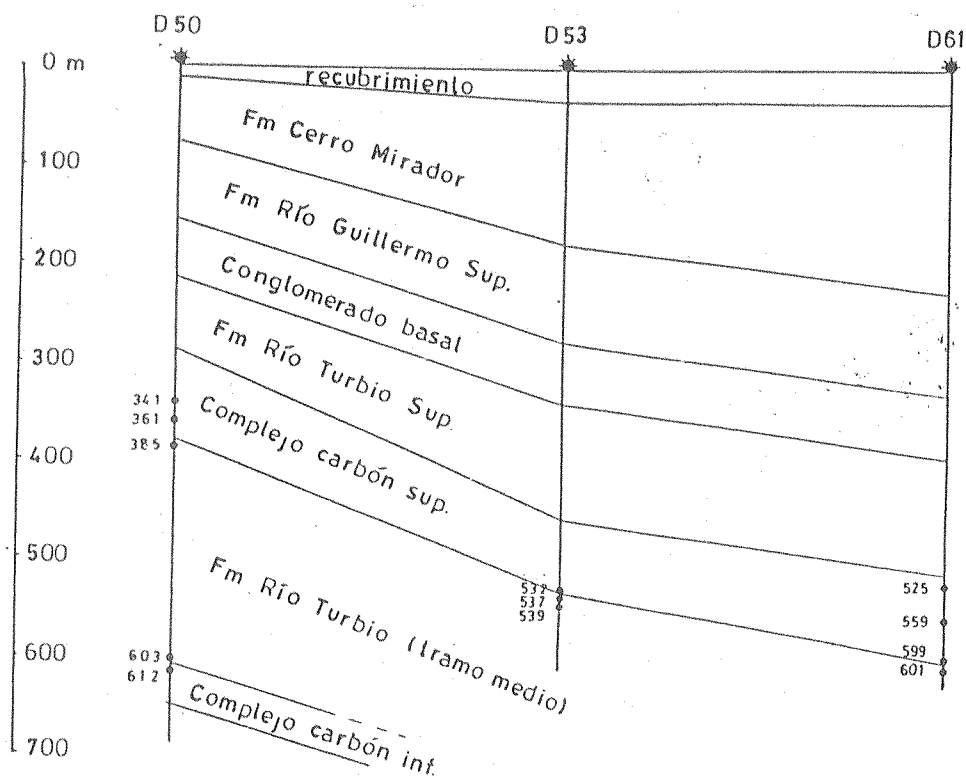 D50
D53
D61
0 m
100
200
300
400
500
600
700
recubrimiento
Fm Cerro Mirador
Fm Río Guillermo Sup.
Conglomerado basal
Fm Río Turbio Sup.
Complejo carbón sup.
Fm Río Turbio (tramo medio)
Complejo carbón inf.
341
361
385
603
612
532
537
539
525
559
599
601